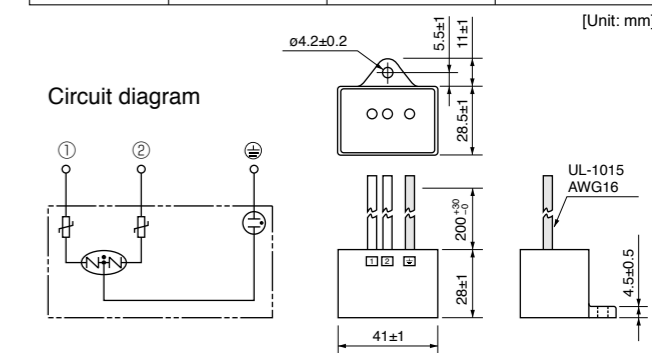 [Unit: mm]
ø4.2±0.2
5.5±1
11±1
28.5±1
Circuit diagram
① ②
UL-1015
AWG16
200 +30 -0
N N
1 2
28±1
4.5±0.5
41±1